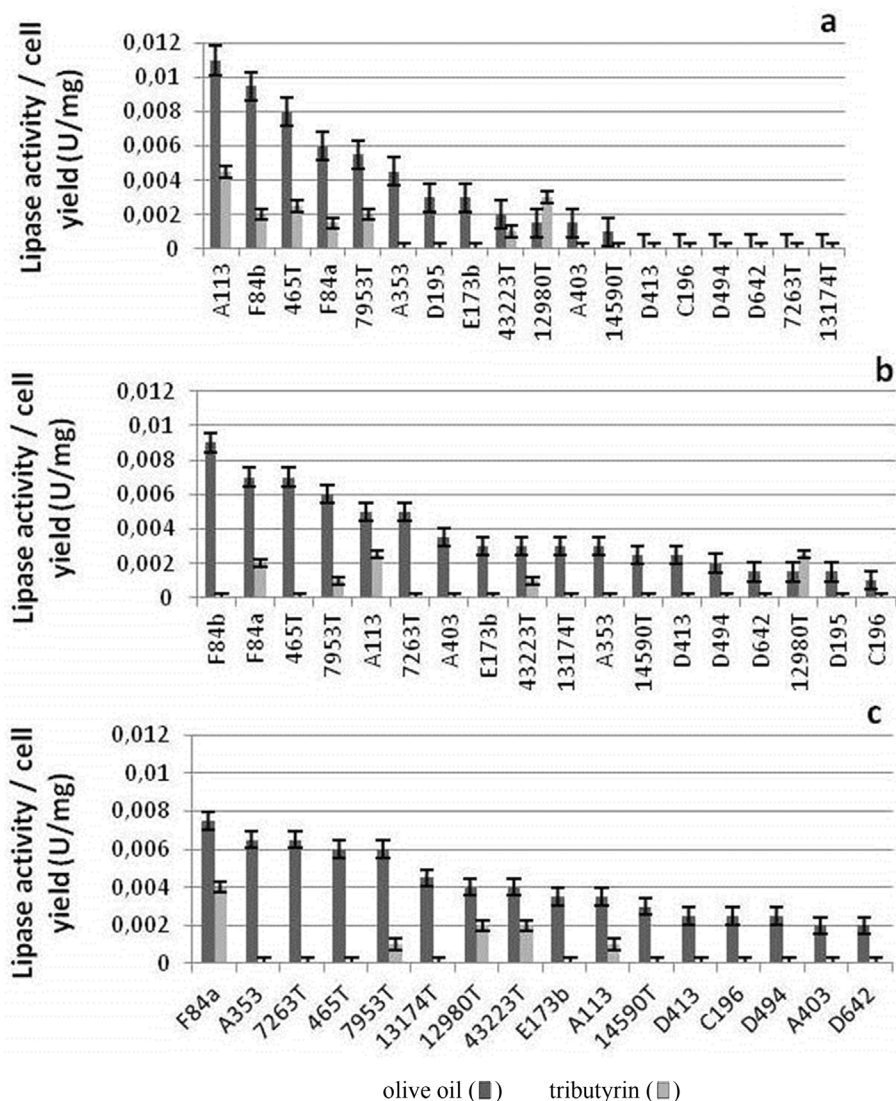 a
Lipase activity / cell
yield (U/mg)
0,012
0,01
0,008
0,006
0,004
0,002
0
A113 F84b 465T F84a 7953T A353 D195 E173b 43223T 12980T A403 14590T D413 C196 D494 D642 7263T 13174T
b
Lipase activity / cell
yield (U/mg)
0,012
0,01
0,008
0,006
0,004
0,002
0
F84b F84a 465T 7953T A113 7263T A403 E173b 43223T 13174T A353 14590T D413 D494 D642 12980T D195 C196
c
Lipase activity / cell
yield (U/mg)
0,012
0,01
0,008
0,006
0,004
0,002
0
F84a A353 7263T 465T 7953T 13174T 12980T 43223T E173b A113 14590T D413 C196 D494 A403 D642
olive oil ( ) tributyrin ( )